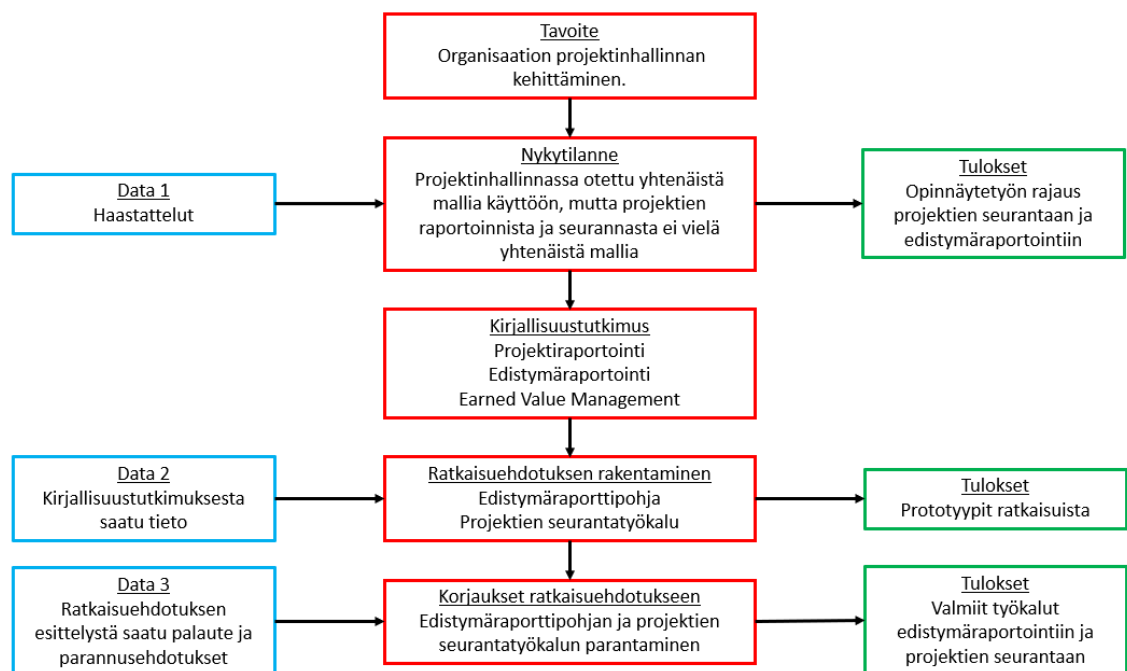 Tavoite
Organisaation projektinhallinnan
kehittäminen.
Data 1
Haastattelut
Nykytilanne
Projektinhallinnassa otettu yhtenäistä
mallia käyttöön, mutta projektien
raportoinnista ja seurannasta ei vielä
yhtenäistä mallia
Tulokset
Opinnäytetyön rajaus
projektien seurantaan ja
edistymäraportointiin
Kirjallisuustutkimus
Projektiraportointi
Edistymäraportointi
Earned Value Management
Data 2
Kirjallisuustutkimuksesta
saatu tieto
Ratkaisuehdotuksen rakentaminen
Edistymäraporttipohja
Projektien seurantatyökalu
Tulokset
Prototyypit ratkaisuista
Data 3
Ratkaisuehdotuksen
esittelystä saatu palaute ja
parannusehdotukset
Korjaukset ratkaisuehdotukseen
Edistymäraporttipohjan ja projektien
seurantatyökalun parantaminen
Tulokset
Valmiit työkalut
edistymäraportointiin ja
projektien seurantaan